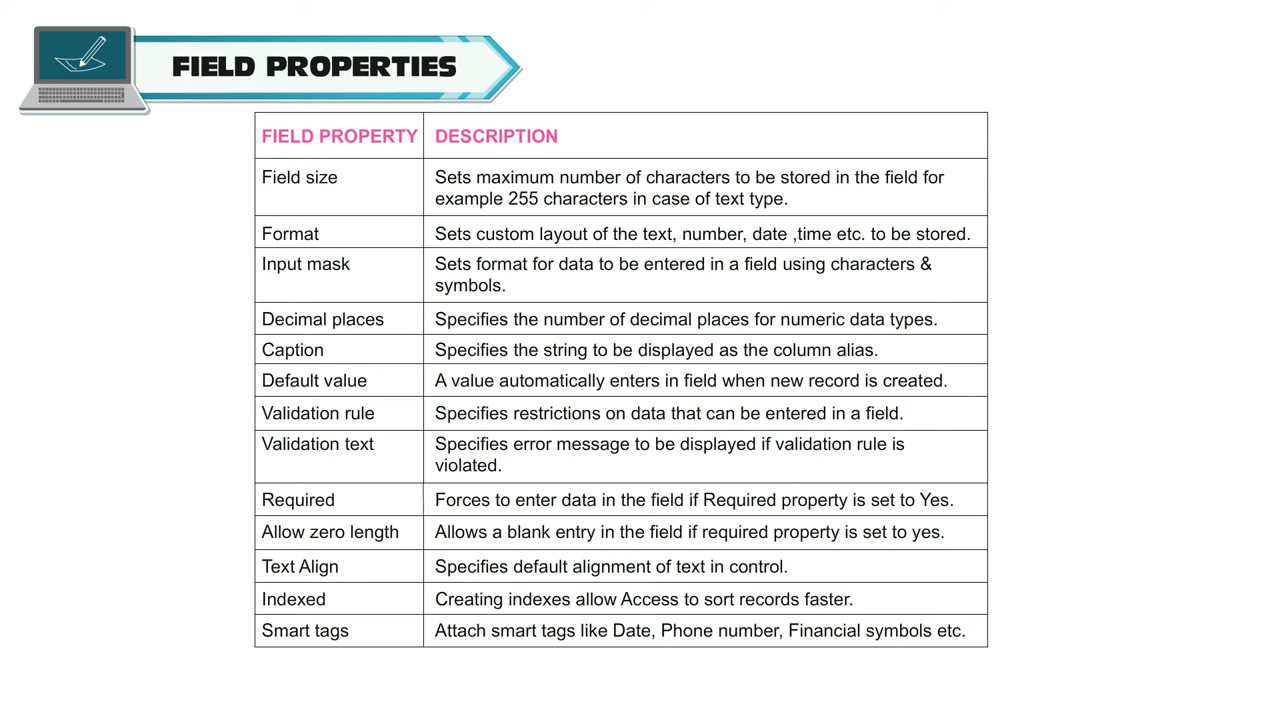 FIELD PROPERTIES
FIELD PROPERTY DESCRIPTION
Field size Sets maximum number of characters to be stored in the field for
example 255 characters in case of text type.
Format Sets custom layout of the text, number, date ,time etc. to be stored.
Input mask Sets format for data to be entered in a field using characters &
symbols.
Decimal places Specifies the number of decimal places for numeric data types.
Caption Specifies the string to be displayed as the column alias.
Default value A value automatically enters in field when new record is created.
Validation rule Specifies restrictions on data that can be entered in a field.
Validation text Specifies error message to be displayed if validation rule is
violated.
Required Forces to enter data in the field if Required property is set to Yes.
Allow zero length Allows a blank entry in the field if required property is set to yes.
Text Align Specifies default alignment of text in control.
Indexed Creating indexes allow Access to sort records faster.
Smart tags Attach smart tags like Date, Phone number, Financial symbols etc.